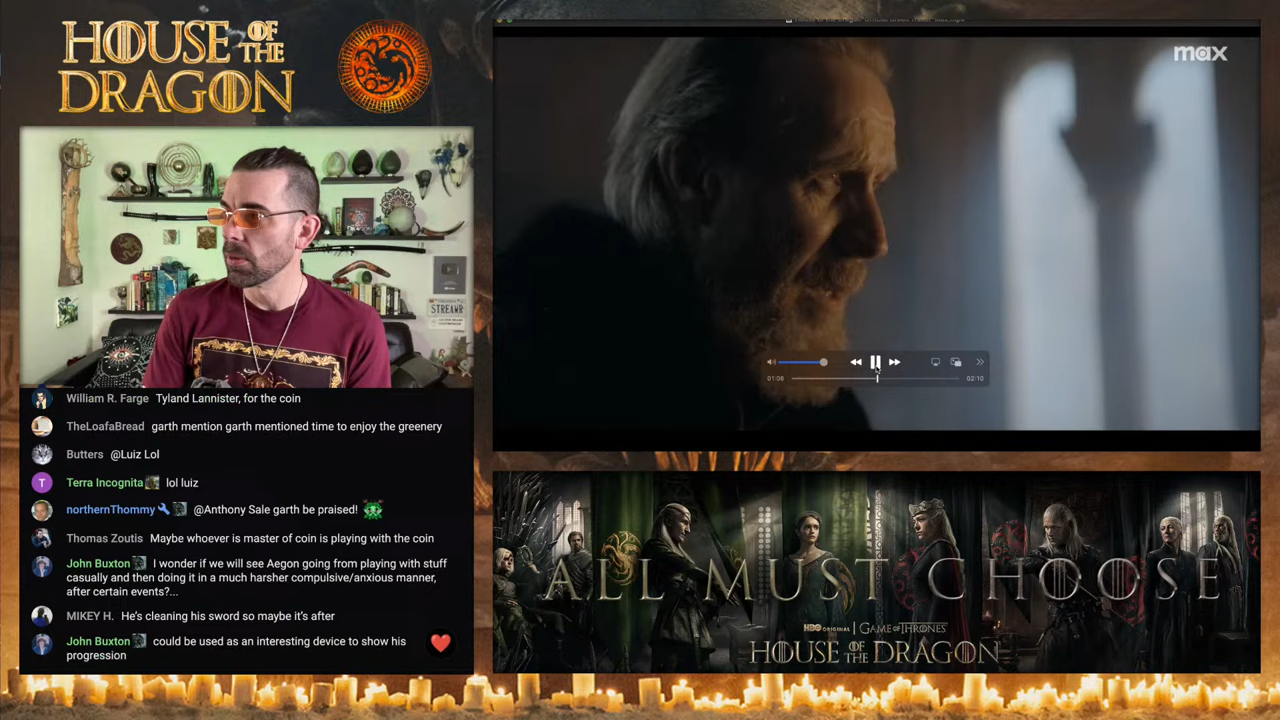 HOUSE
OF
THE
DRAGON
max
STREAWR
01:06
02:10
William R. Farge Tyland Lannister, for the coin
TheLoafaBread garth mention garth mentioned time to enjoy the greenery
Butters @Luiz Lol
T
Terra Incognita lol luiz
northernThommy @Anthony Sale garth be praised!
Thomas Zoutis Maybe whoever is master of coin is playing with the coin
John Buxton I wonder if we will see Aegon going from playing with stuff
casually and then doing it in a much harsher compulsive/anxious manner,
after certain events?...
MIKEY H. He's cleaning his sword so maybe it's after
John Buxton could be used as an interesting device to show his
progression
ALL MUST CHOOSE
HBO ORIGINAL | GAME OF THRONES
HOUSE OF THE DRAGON